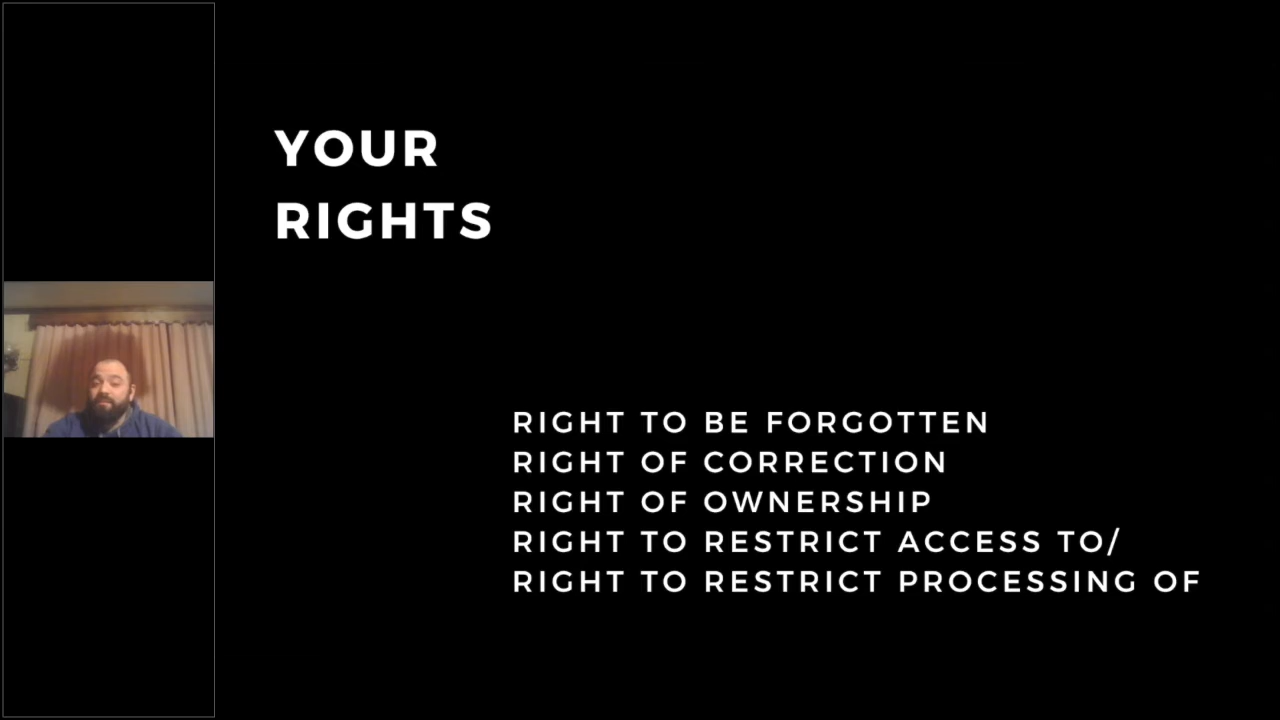 YOUR
RIGHTS
RIGHT TO BE FORGOTTEN
RIGHT OF CORRECTION
RIGHT OF OWNERSHIP
RIGHT TO RESTRICT ACCESS TO/
RIGHT TO RESTRICT PROCESSING OF